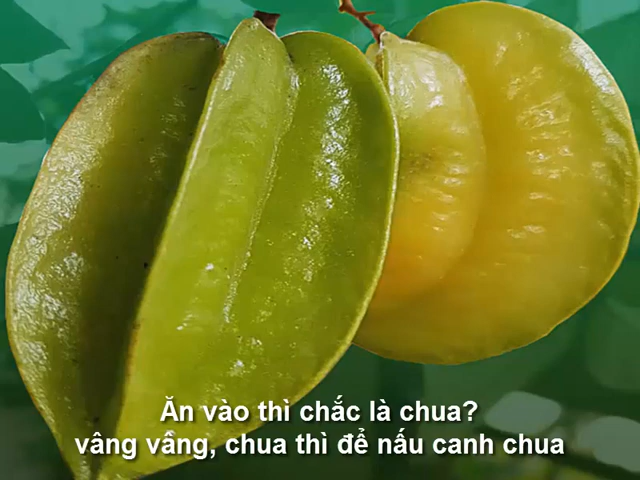 Ăn vào thì chắc là chua?
vâng vâng, chua thì để nấu canh chua